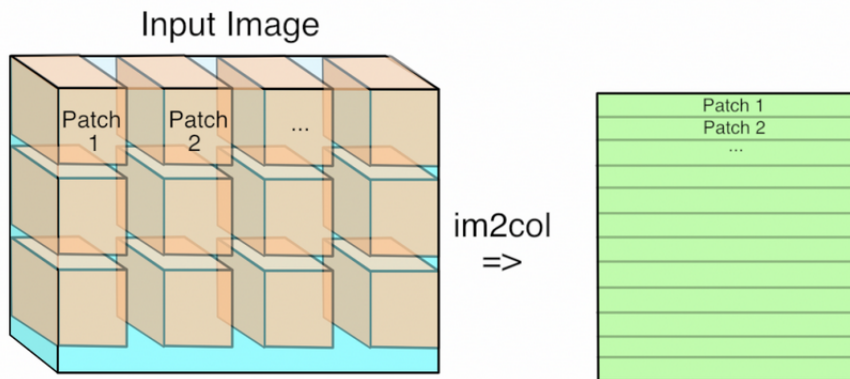 Input Image
Patch
1
Patch
2
...
im2col
=>
Patch 1
Patch 2
...